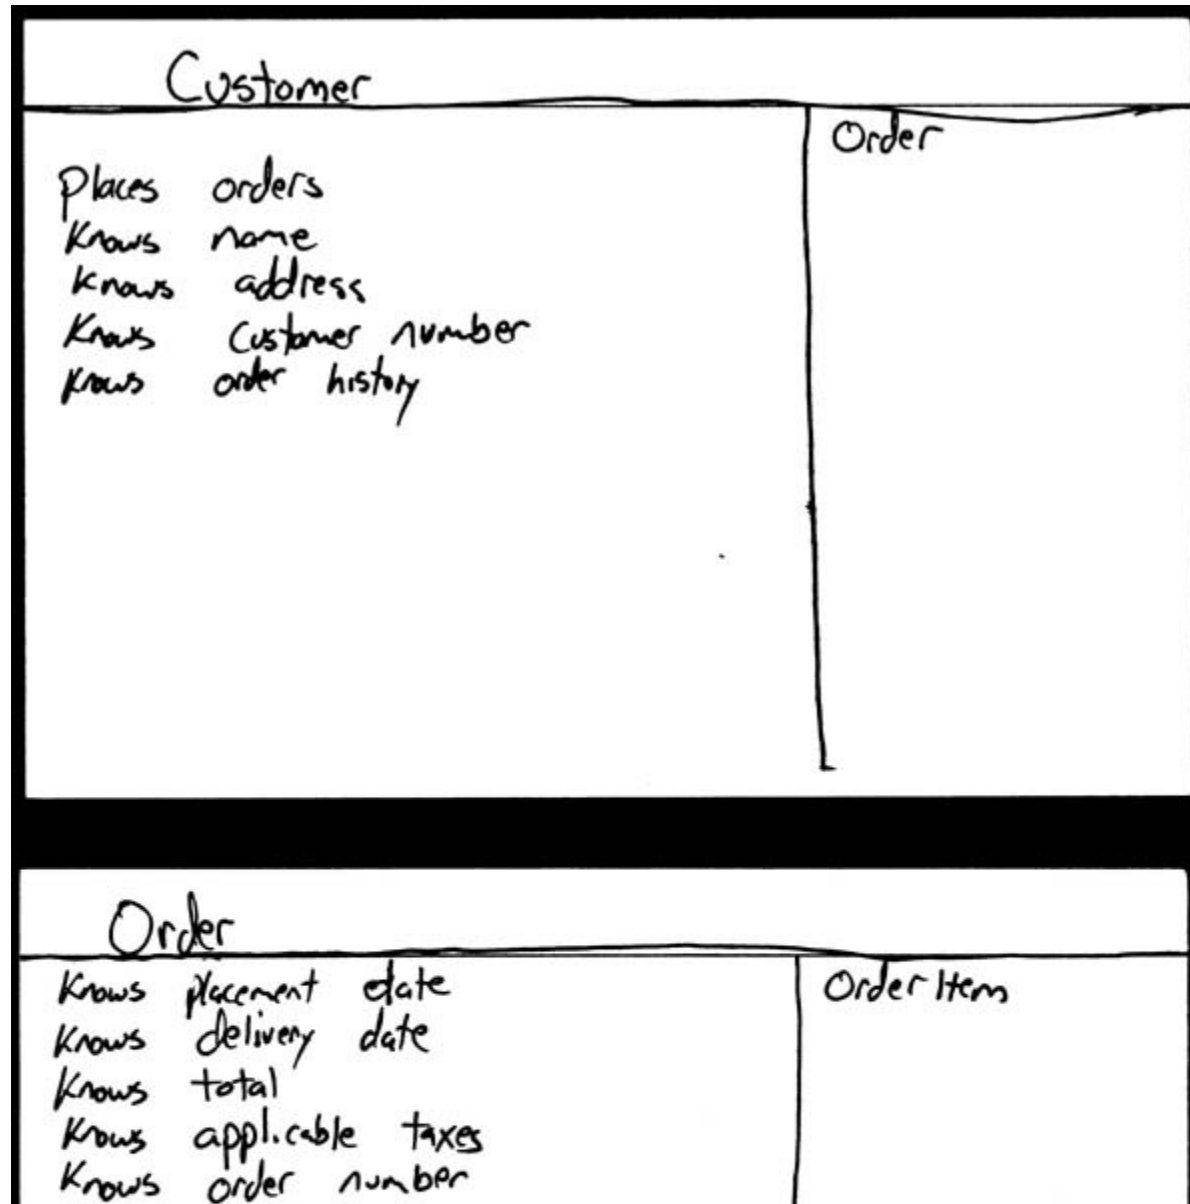 Customer
Order
Places orders
Knows name
Knows address
Knows customer number
Knows order history
Order
Order Item
Knows placement date
Knows delivery date
Knows total
Knows applicable taxes
Knows order number